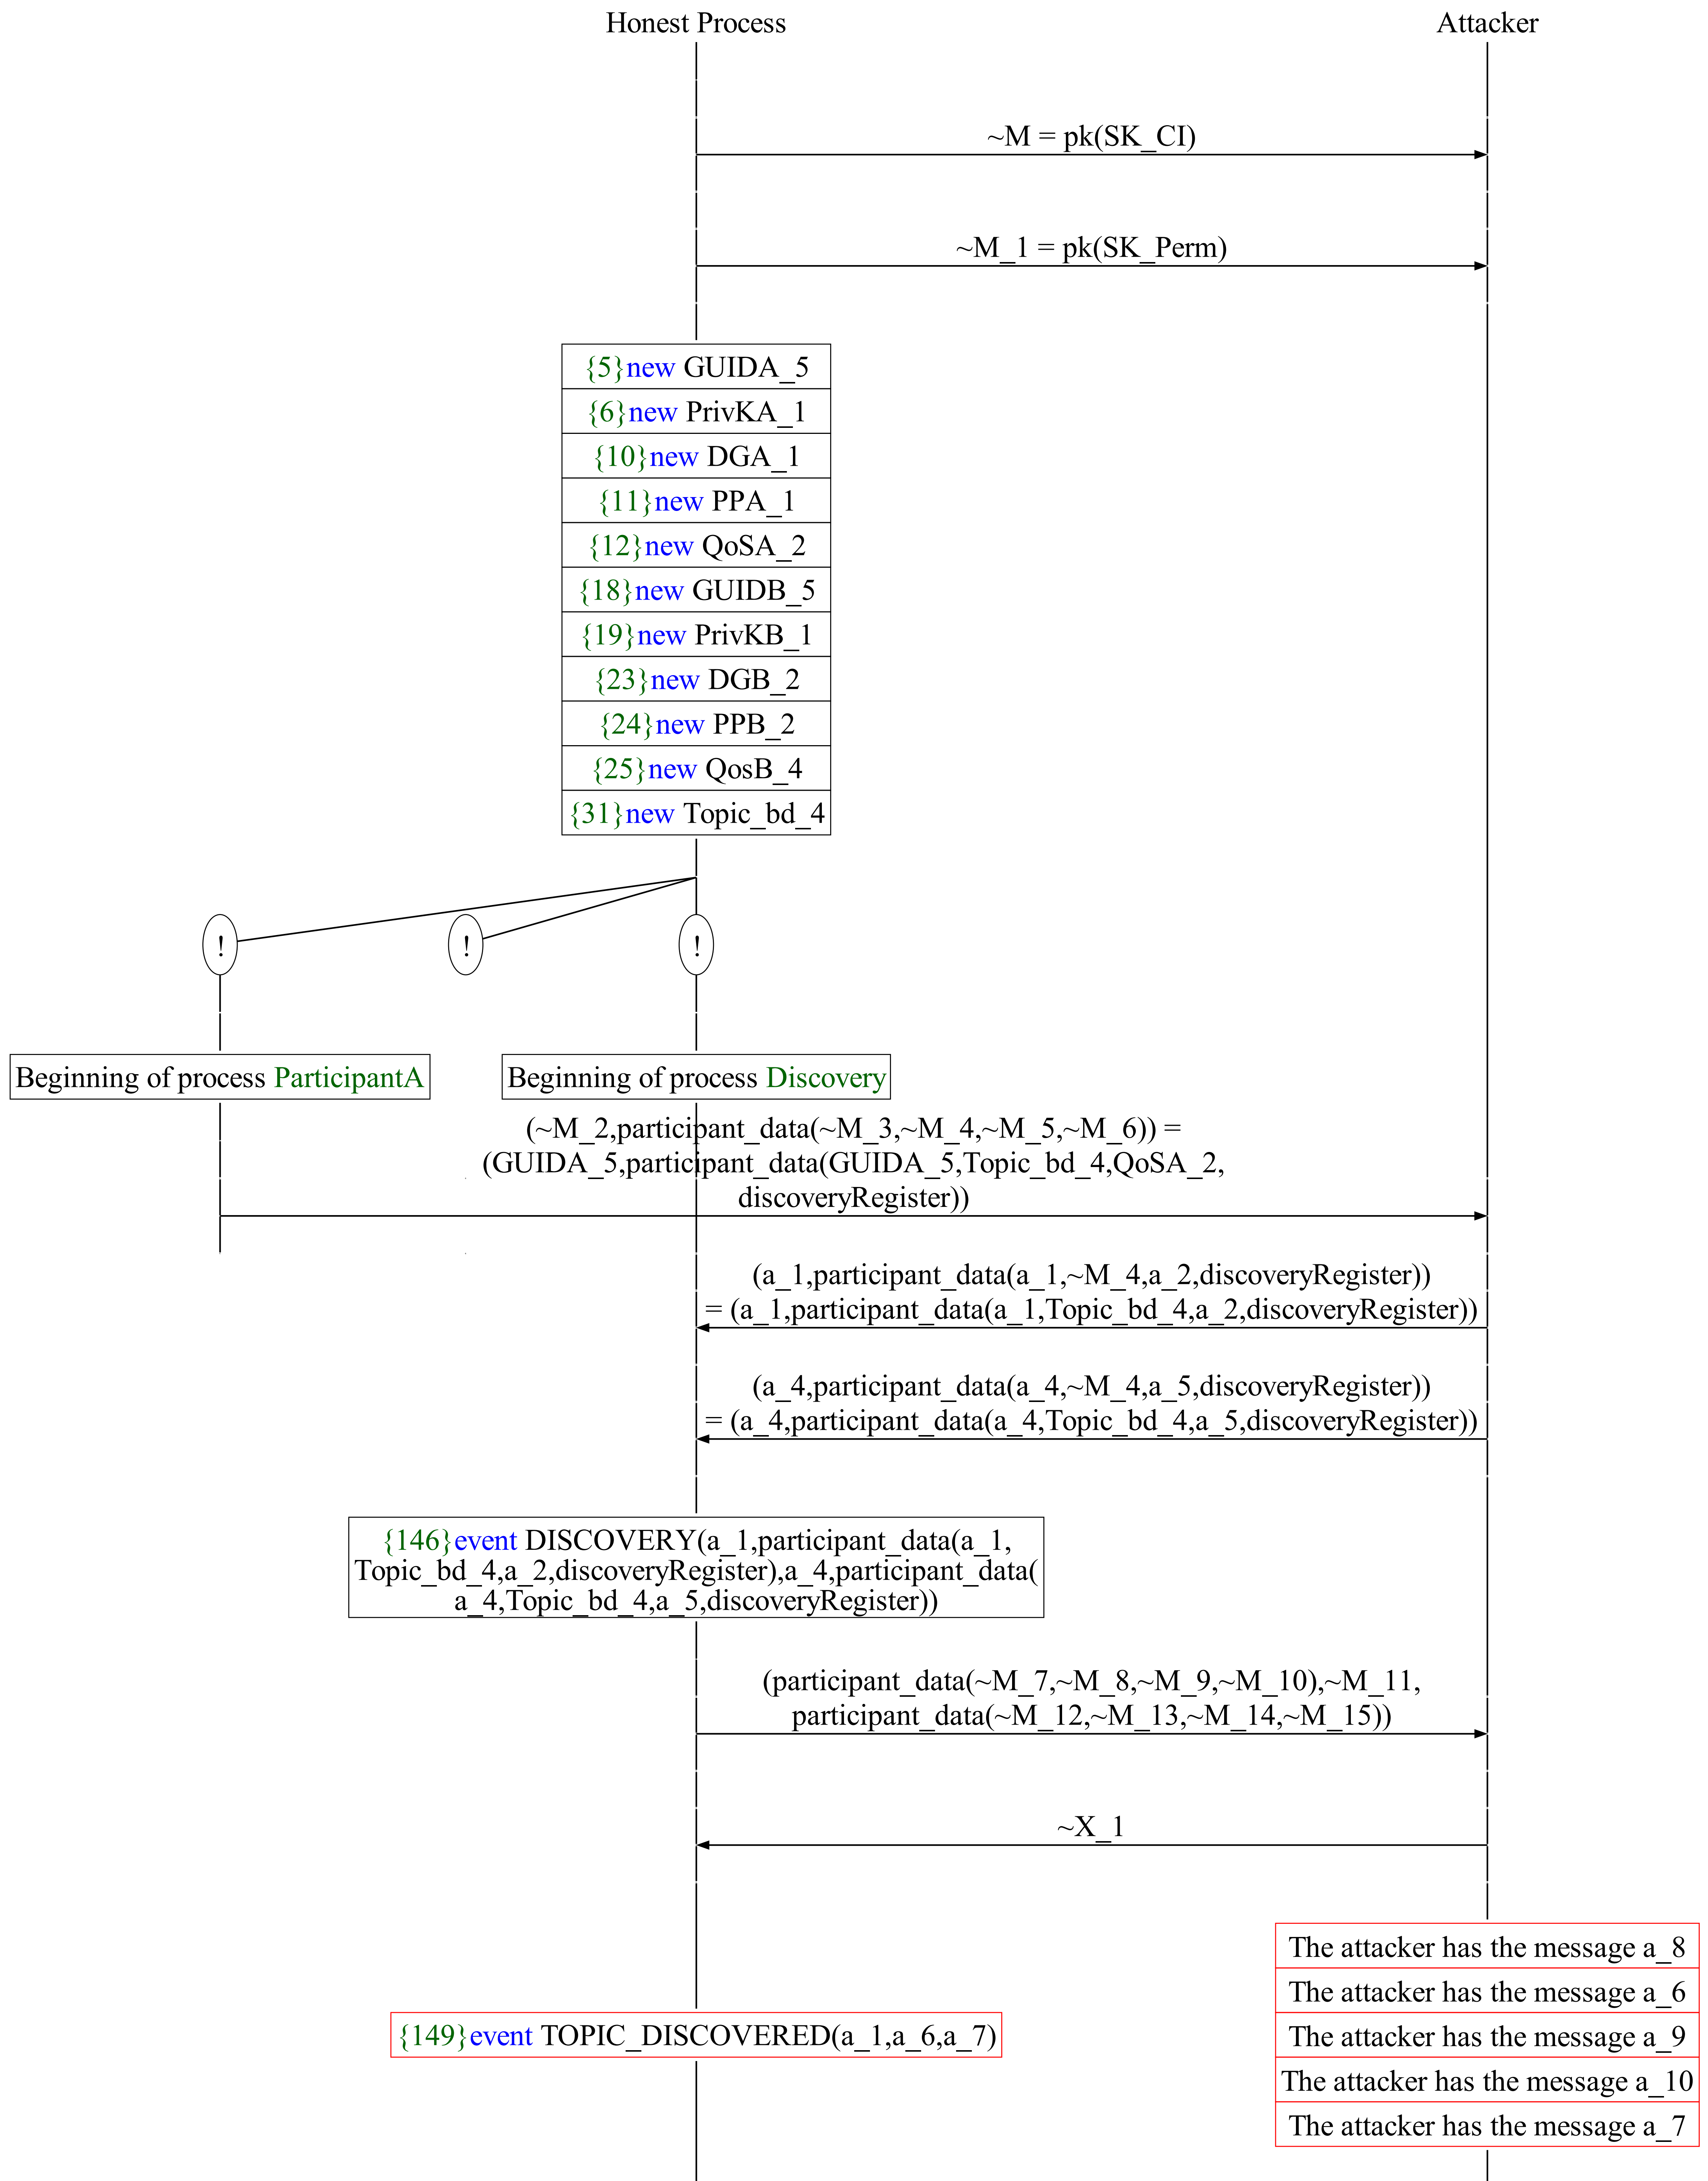 Honest Process
Attacker
~M = pk(SK_CI)
~M_1 = pk(SK_Perm)
{5}new GUIDA_5
{6}new PrivKA_1
{10}new DGA_1
{11}new PPA_1
{12}new QoSA_2
{18}new GUIDB_5
{19}new PrivKB_1
{23}new DGB_2
{24}new PPB_2
{25}new QosB_4
{31}new Topic_bd_4
!
!
!
Beginning of process ParticipantA
Beginning of process Discovery
(~M_2,participant_data(~M_3,~M_4,~M_5,~M_6)) =
(GUIDA_5,participant_data(GUIDA_5,Topic_bd_4,QoSA_2,
discoveryRegister))
(a_1,participant_data(a_1,~M_4,a_2,discoveryRegister))
= (a_1,participant_data(a_1,Topic_bd_4,a_2,discoveryRegister))
(a_4,participant_data(a_4,~M_4,a_5,discoveryRegister))
= (a_4,participant_data(a_4,Topic_bd_4,a_5,discoveryRegister))
{146}event DISCOVERY(a_1,participant_data(a_1,
Topic_bd_4,a_2,discoveryRegister),a_4,participant_data(
a_4,Topic_bd_4,a_5,discoveryRegister))
(participant_data(~M_7,~M_8,~M_9,~M_10),~M_11,
participant_data(~M_12,~M_13,~M_14,~M_15))
~X_1
The attacker has the message a_8
The attacker has the message a_6
{149}event TOPIC_DISCOVERED(a_1,a_6,a_7)
The attacker has the message a_9
The attacker has the message a_10
The attacker has the message a_7